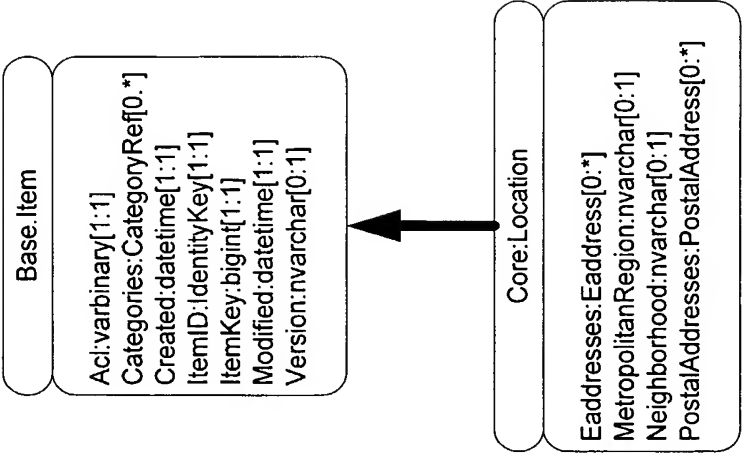 Base.Item
Acl:varbinary[1:1]
Categories:CategoryRef[0.*]
Created:datetime[1:1]
ItemID:IdentityKey[1:1]
ItemKey:bigint[1:1]
Modified:datetime[1:1]
Version:nvarchar[0:1]
Core:Location
Eaddresses:Eaddress[0:*]
MetropolitanRegion:nvarchar[0:1]
Neighborhood:nvarchar[0:1]
PostalAddresses:PostalAddress[0:*]